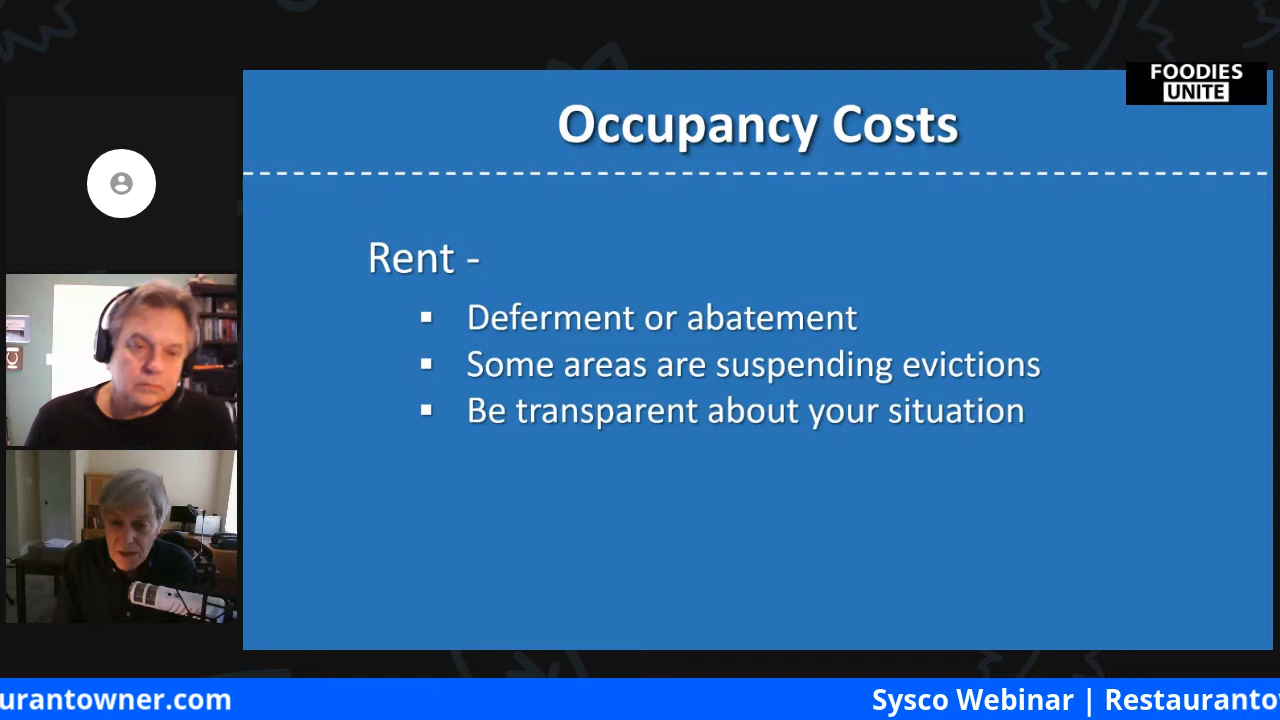 FOODIES
UNITE
Occupancy Costs
Rent -
▪ Deferment or abatement
▪ Some areas are suspending evictions
▪ Be transparent about your situation
urantowner.com Sysco Webinar | Restauranto